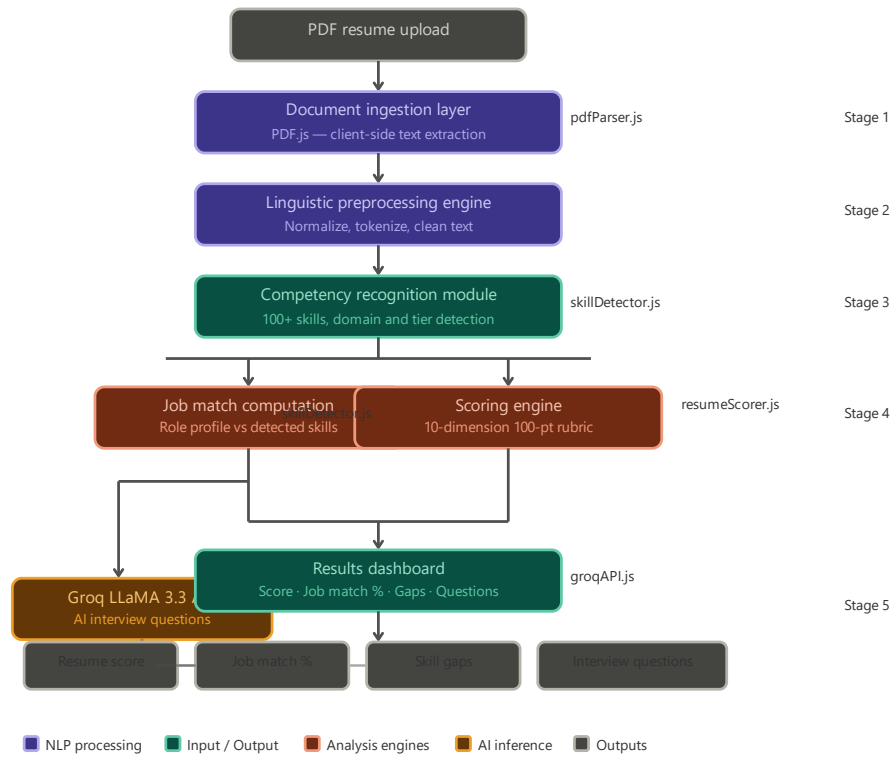 PDF resume upload
Document ingestion layer
PDF.js — client-side text extraction
pdfParser.js
Stage 1
Linguistic preprocessing engine
Normalize, tokenize, clean text
Stage 2
Competency recognition module
100+ skills, domain and tier detection
skillDetector.js
Stage 3
Job match computation
Role profile vs detected skills
skillDetector.js
Scoring engine
10-dimension 100-pt rubric
resumeScorer.js
Stage 4
Results dashboard
Score · Job match % · Gaps · Questions
groqAPI.js
Groq LLaMA 3.3
AI interview questions
Stage 5
Resume score
Job match %
Skill gaps
Interview questions
NLP processing
Input / Output
Analysis engines
AI inference
Outputs